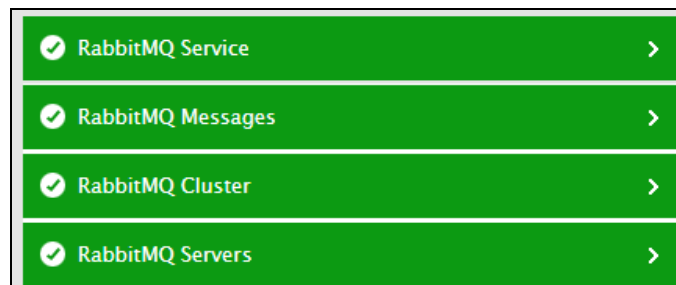 RabbitMQ Service
RabbitMQ Messages
RabbitMQ Cluster
RabbitMQ Servers